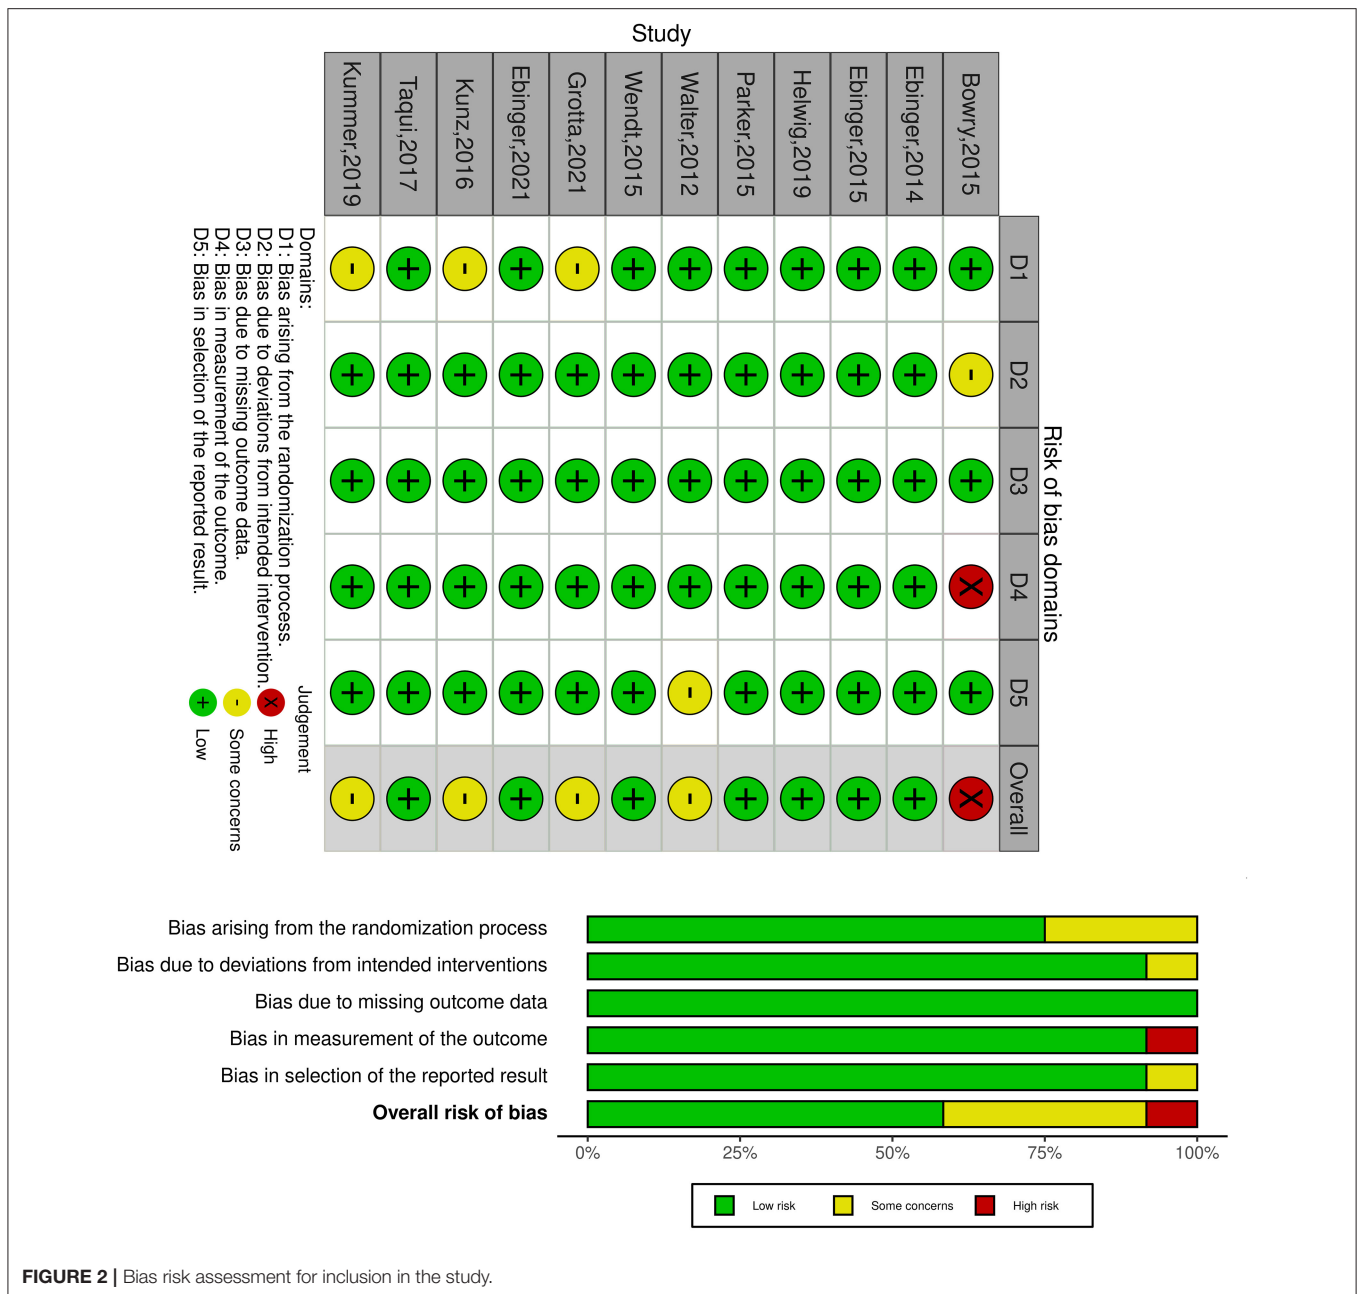 Study
Kummer,2019
Taqui,2017
Kunz,2016
Ebinger,2021
Grotta,2021
Wendt,2015
Walter,2012
Parker,2015
Helwig,2019
Ebinger,2015
Ebinger,2014
Bowry,2015
Risk of bias domains
D1
D2
D3
D4
D5
Overall
- + - + - + + + + + + +
+ + + + + + + + + + + -
+ + + + + + + + + + + +
+ + + + + + + + + + + X
+ + + + + + - + + + + +
- + - + - + - + + + + X
Domains:
D1: Bias arising from the randomization process.
D2: Bias due to deviations from intended intervention.
D3: Bias due to missing outcome data.
D4: Bias in measurement of the outcome.
D5: Bias in selection of the reported result.
Judgement
X High
- Some concerns
+ Low
Bias arising from the randomization process
Bias due to deviations from intended interventions
Bias due to missing outcome data
Bias in measurement of the outcome
Bias in selection of the reported result
Overall risk of bias
0% 25% 50% 75% 100%
Low risk Some concerns High risk
FIGURE 2 | Bias risk assessment for inclusion in the study.